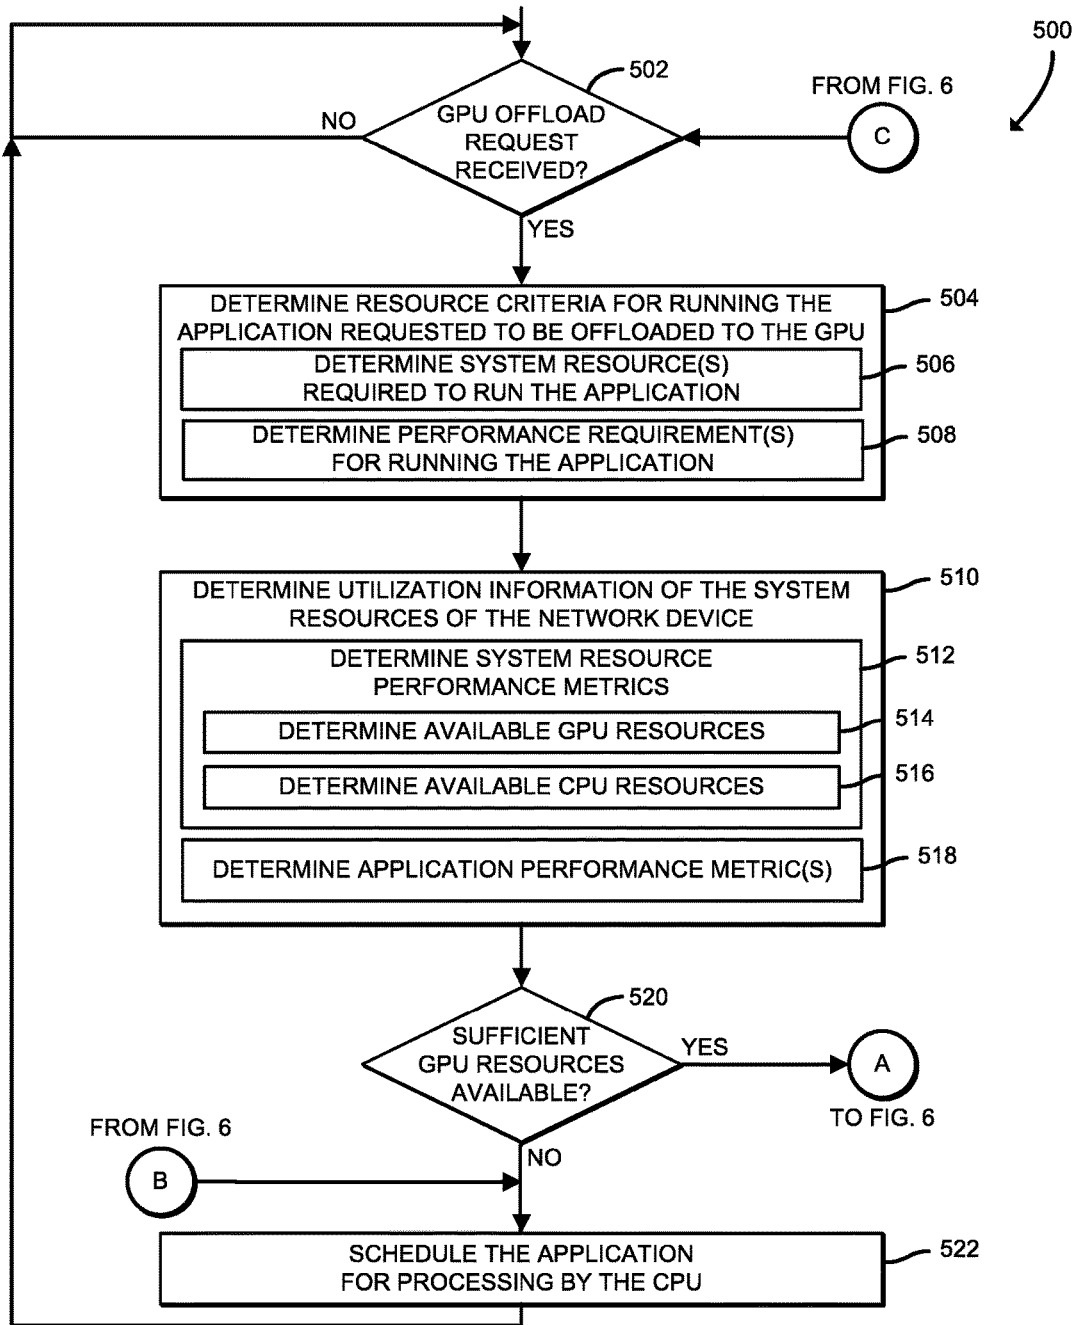 500
502
FROM FIG. 6
GPU OFFLOAD
REQUEST
RECEIVED?
NO
C
YES
504
DETERMINE RESOURCE CRITERIA FOR RUNNING THE
APPLICATION REQUESTED TO BE OFFLOADED TO THE GPU
506
DETERMINE SYSTEM RESOURCE(S)
REQUIRED TO RUN THE APPLICATION
508
DETERMINE PERFORMANCE REQUIREMENT(S)
FOR RUNNING THE APPLICATION
510
DETERMINE UTILIZATION INFORMATION OF THE SYSTEM
RESOURCES OF THE NETWORK DEVICE
512
DETERMINE SYSTEM RESOURCE
PERFORMANCE METRICS
514
DETERMINE AVAILABLE GPU RESOURCES
516
DETERMINE AVAILABLE CPU RESOURCES
518
DETERMINE APPLICATION PERFORMANCE METRIC(S)
520
SUFFICIENT
GPU RESOURCES
AVAILABLE?
YES
A
TO FIG. 6
FROM FIG. 6
B
NO
522
SCHEDULE THE APPLICATION
FOR PROCESSING BY THE CPU